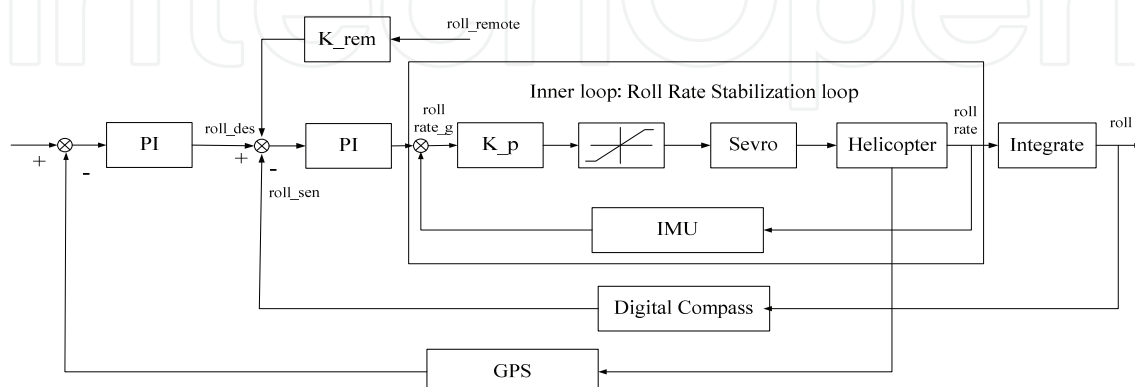 IntechOpen
roll_remote
K_rem
Inner loop: Roll Rate Stabilization loop
roll_des
roll
rate_g
roll
rate
roll
PI
PI
K_p
Sevro
Helicopter
Integrate
+
-
+
-
roll_sen
IMU
Digital Compass
GPS